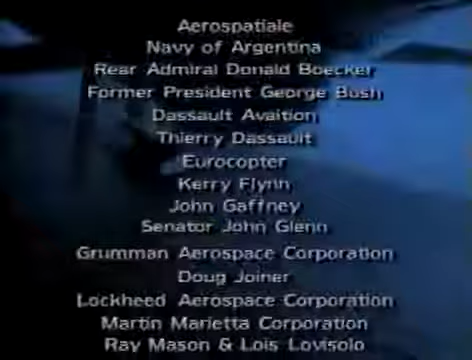 Aerospatiale
Navy of Argentina
Rear Admiral Donald Boecker
Former President George Bush
Dassault Avaition
Thierry Dassault
Eurocopter
Kerry Flynn
John Gaffney
Senator John Glenn
Grumman Aerospace Corporation
Doug Joiner
Lockheed Aerospace Corporation
Martin Marietta Corporation
Ray Mason & Lois Lovisolo